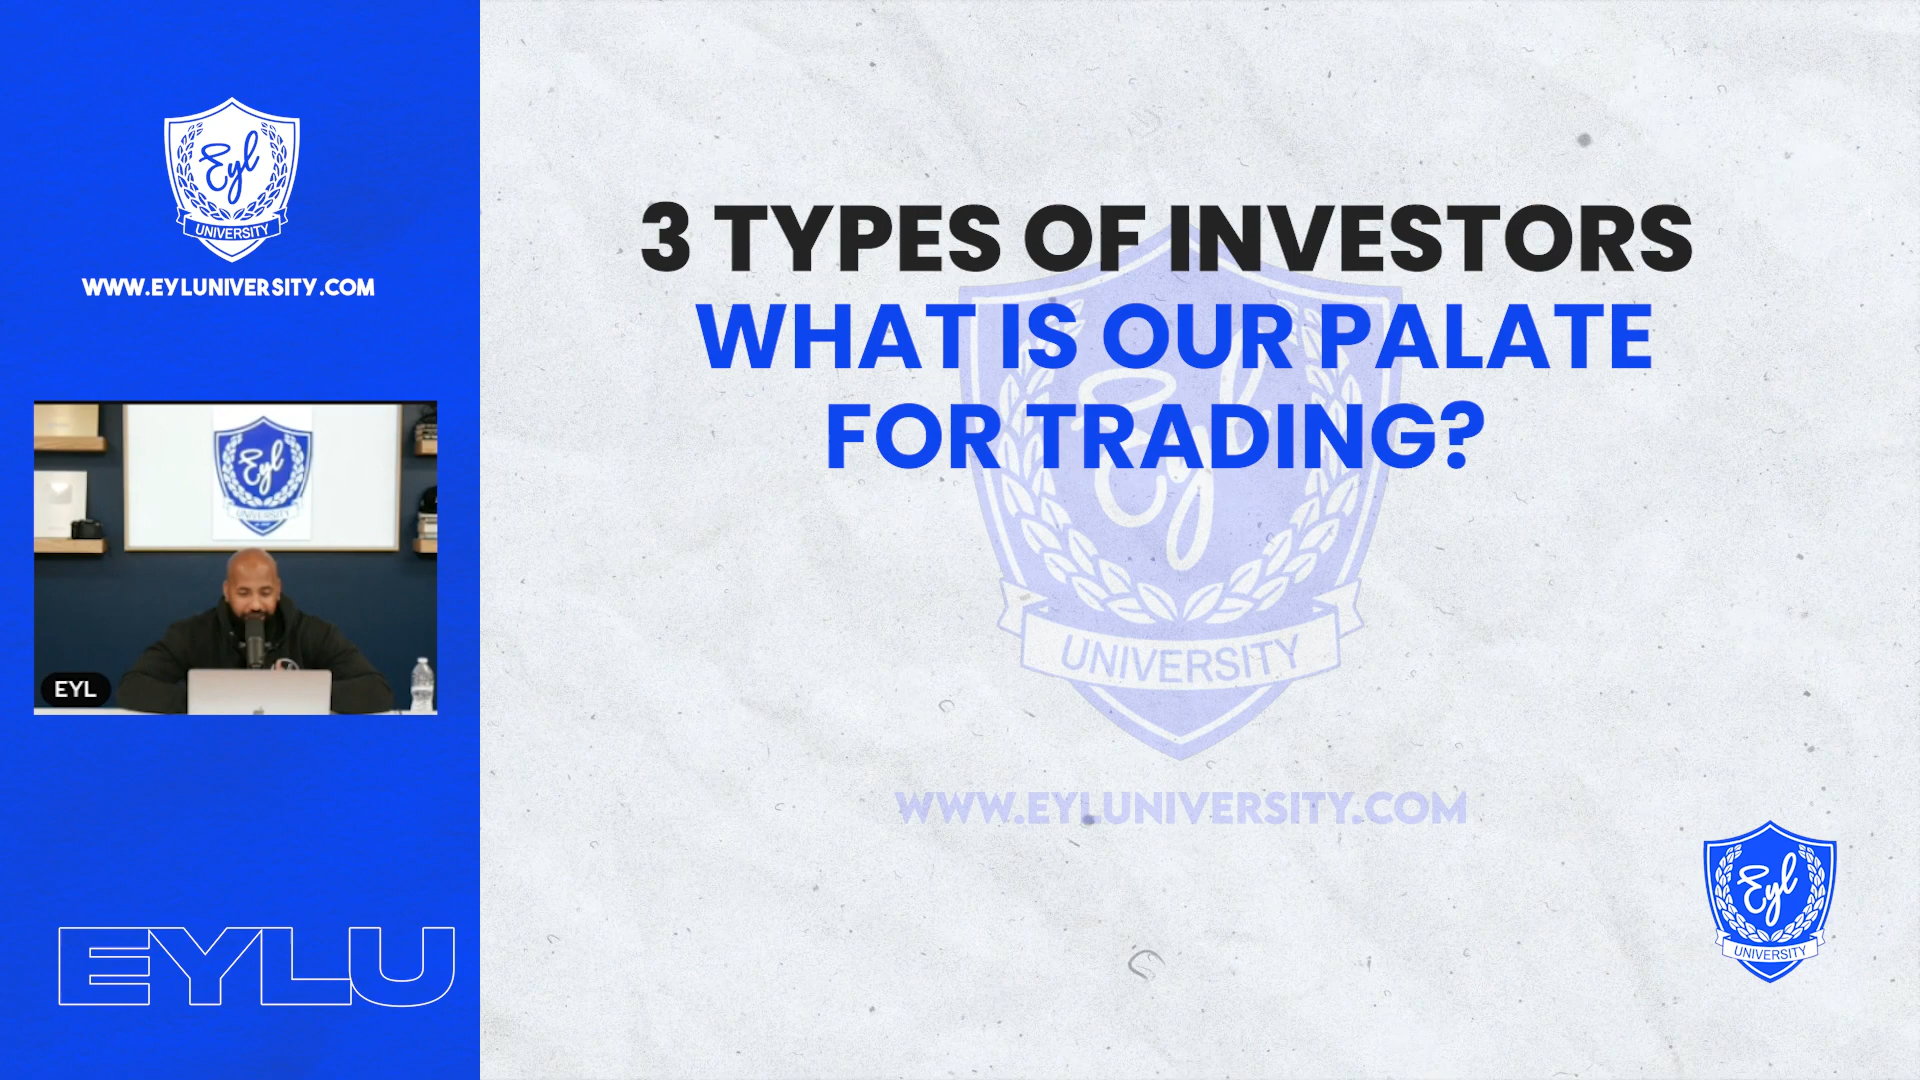 Eyl
UNIVERSITY
WWW.EYLUNIVERSITY.COM
Eyl
UNIVERSITY
EYL
EYLU
3 TYPES OF INVESTORS
WHAT IS OUR PALATE
FOR TRADING?
Eyl
UNIVERSITY
WWW.EYLUNIVERSITY.COM
Eyl
UNIVERSITY